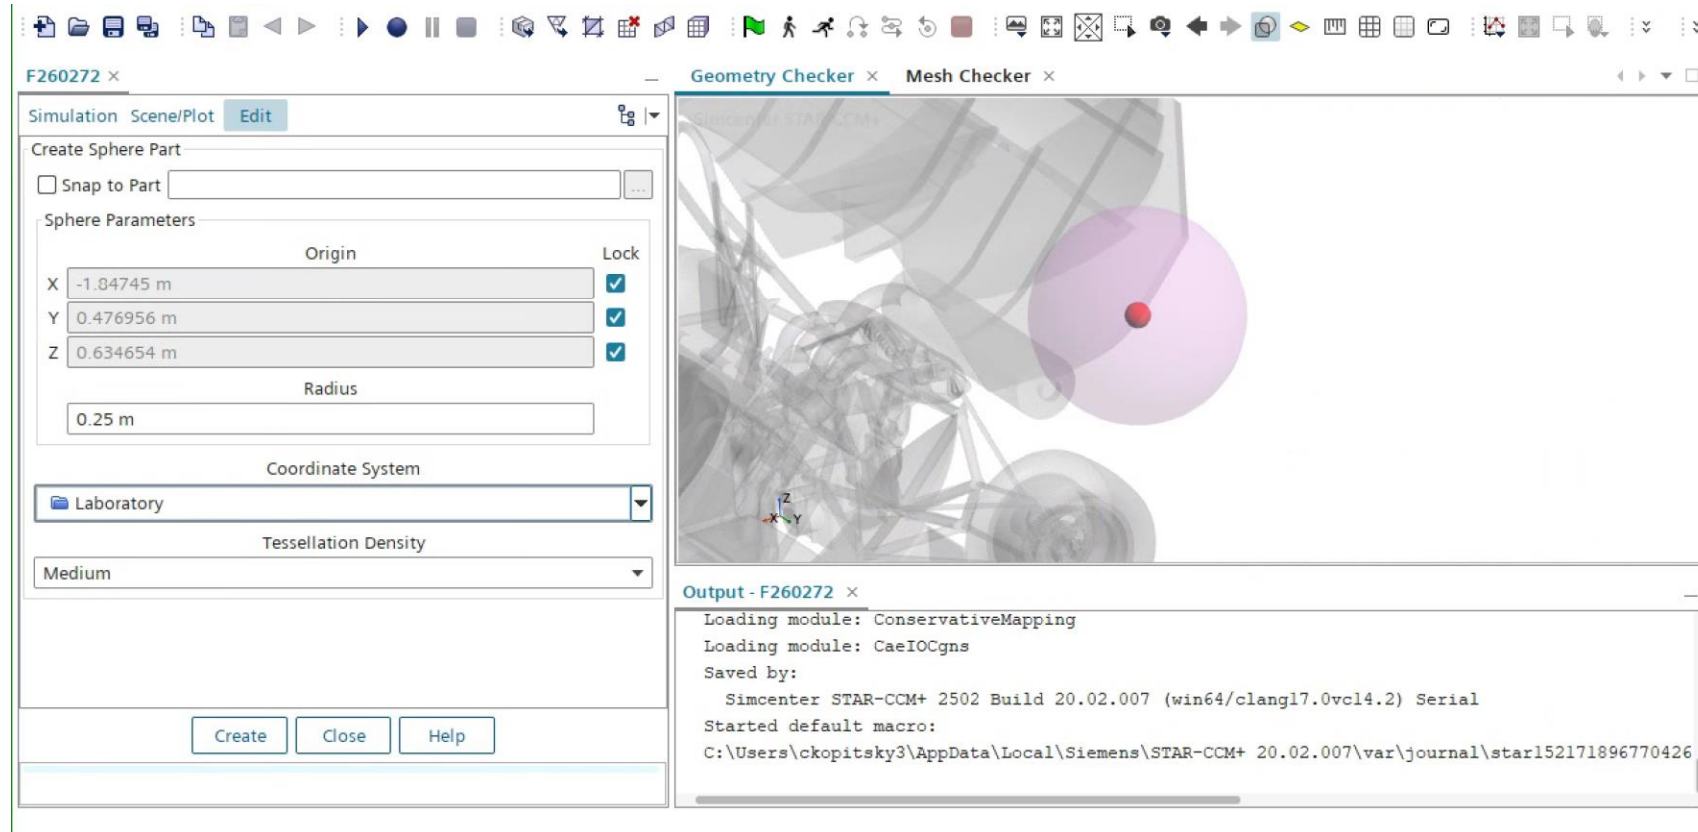 F260272
Geometry Checker
Mesh Checker
Simulation Scene/Plot Edit
Create Sphere Part
Snap to Part
...
Sphere Parameters
Origin
Lock
X -1.84745 m
Y 0.476956 m
Z 0.634654 m
Radius
0.25 m
Coordinate System
Laboratory
Tessellation Density
Medium
Create
Close
Help
Simcenter STAR-CCM+
Z
X
Y
Output - F260272
Loading module: ConservativeMapping
Loading module: CaeIOCgns
Saved by:
Simcenter STAR-CCM+ 2502 Build 20.02.007 (win64/clang17.0vc14.2) Serial
Started default macro:
C:\Users\ckopitsky3\AppData\Local\Siemens\STAR-CCM+ 20.02.007\var\journal\star152171896770426